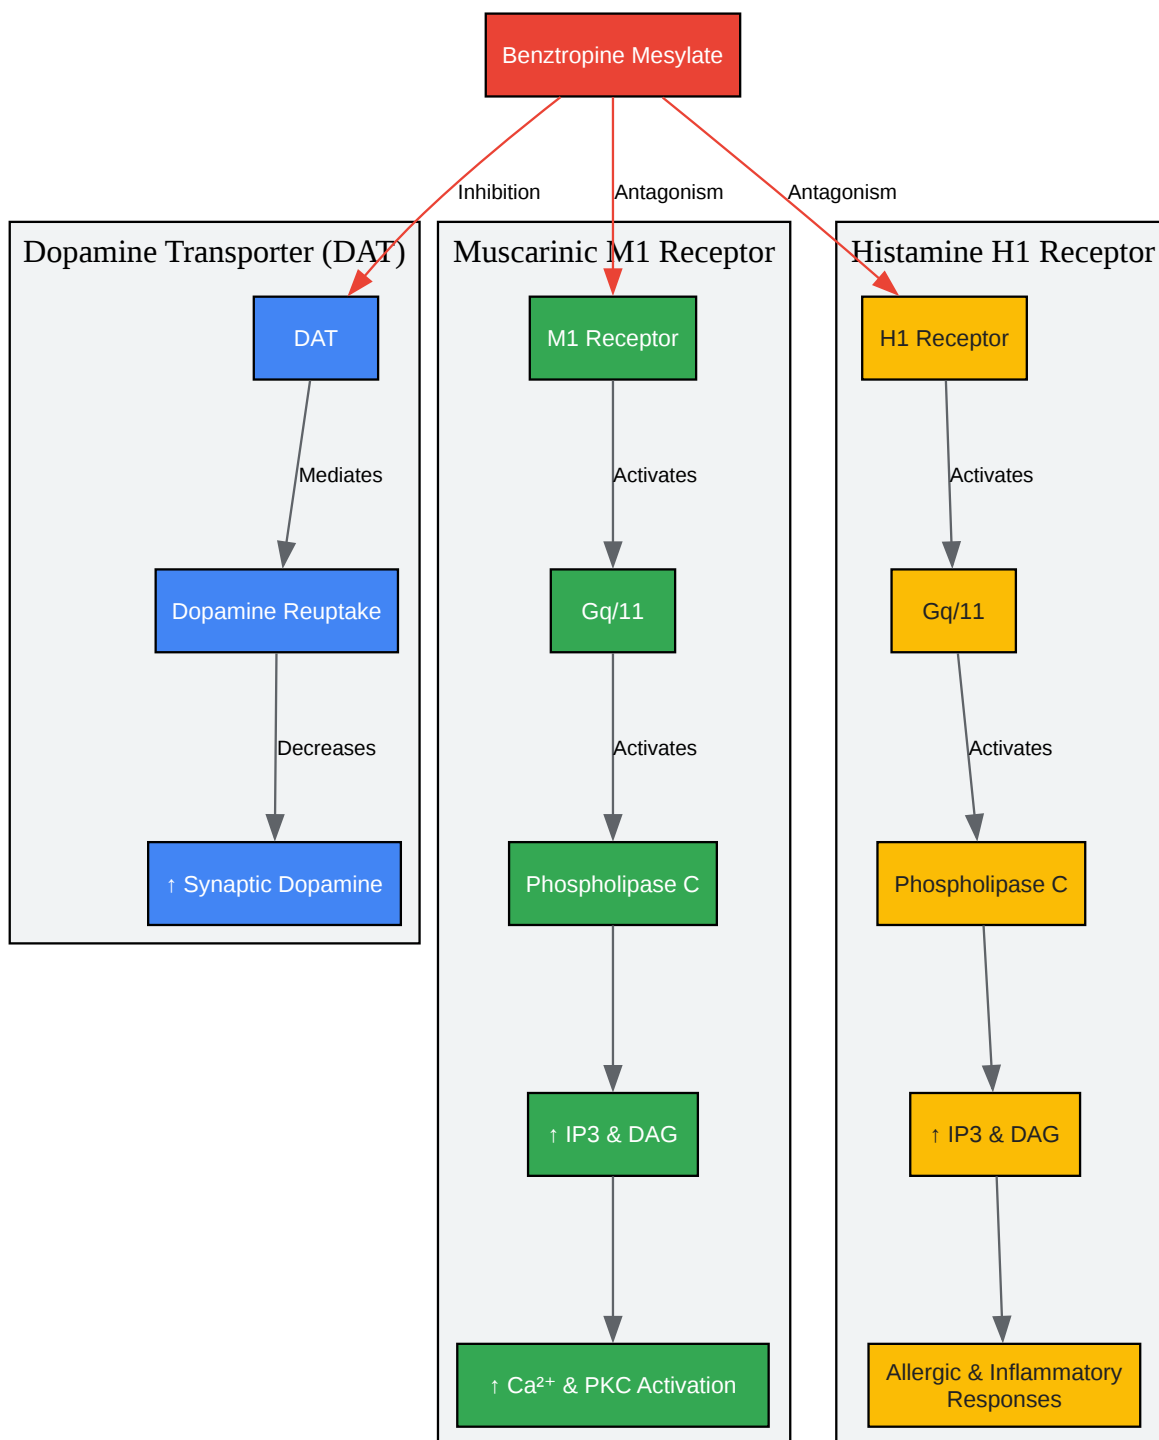 Benztropine Mesylate
Inhibition
Antagonism
Antagonism
Dopamine Transporter (DAT)
Muscarinic M1 Receptor
Histamine H1 Receptor
DAT
M1 Receptor
H1 Receptor
Mediates
Activates
Activates
Dopamine Reuptake
Gq/11
Gq/11
Decreases
Activates
Activates
↑ Synaptic Dopamine
Phospholipase C
Phospholipase C
↑ IP3 & DAG
↑ IP3 & DAG
↑ Ca²⁺ & PKC Activation
Allergic & Inflammatory
Responses